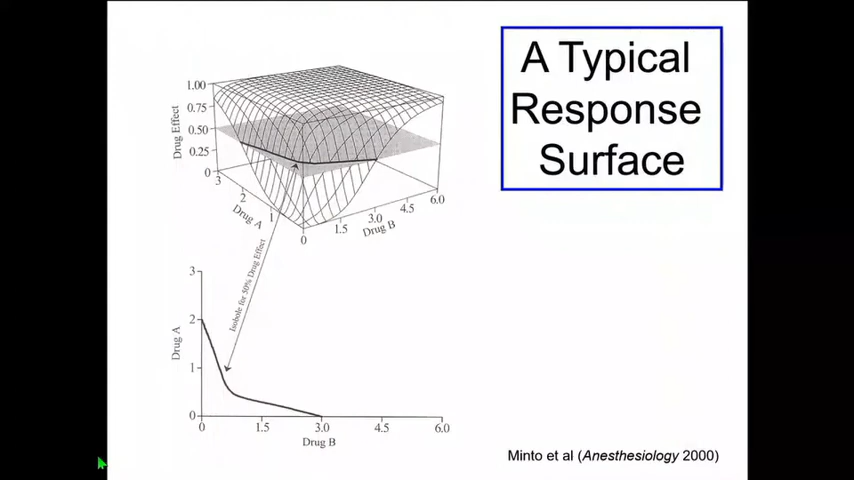 A Typical
Response
Surface
1.00
0.75
0.50
0.25
0
Drug Effect
3
2
1
Drug A
0
1.5
3.0
4.5
6.0
Drug B
Isobole for 50% Drug Effect
3
2
1
0
Drug A
0 1.5 3.0 4.5 6.0
Drug B
Minto et al (Anesthesiology 2000)